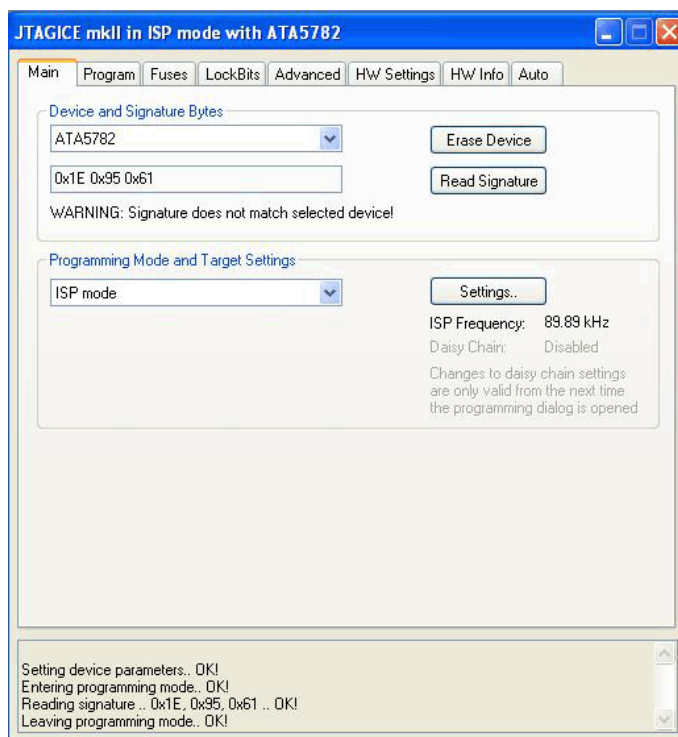 JTAGICE mkII in ISP mode with ATA5782
Main Program Fuses LockBits Advanced HW Settings HW Info Auto
Device and Signature Bytes
ATA5782 Erase Device
0x1E 0x95 0x61 Read Signature
WARNING: Signature does not match selected device!
Programming Mode and Target Settings
ISP mode Settings..
ISP Frequency: 89.89 kHz
Daisy Chain: Disabled
Changes to daisy chain settings
are only valid from the next time
the programming dialog is opened
Setting device parameters.. OK!
Entering programming mode.. OK!
Reading signature .. 0x1E, 0x95, 0x61 .. OK!
Leaving programming mode.. OK!